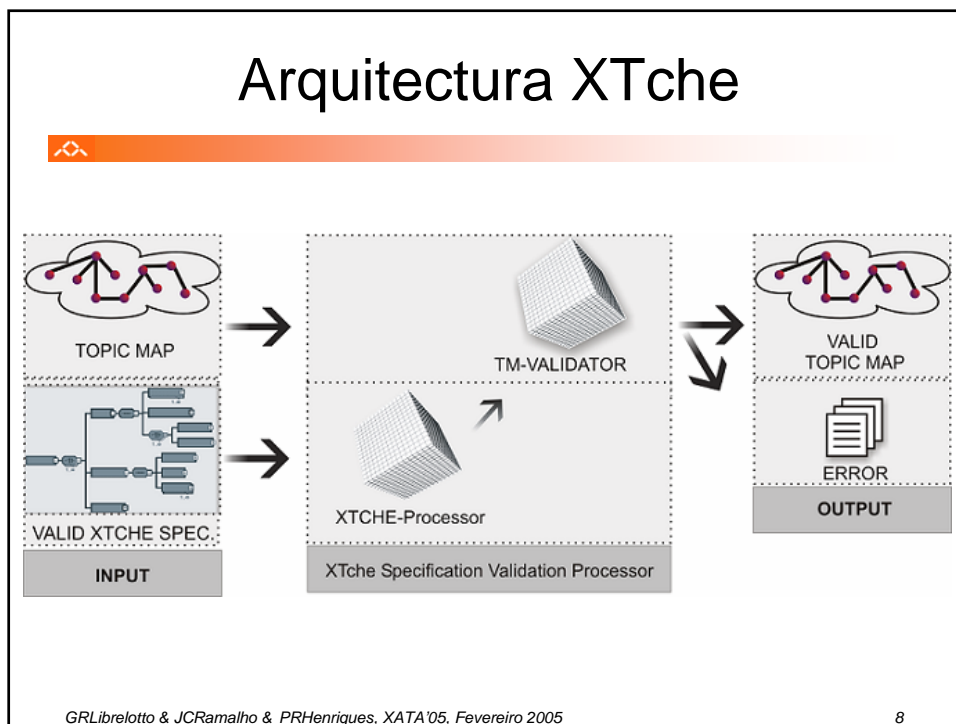 Arquitectura XTche
TOPIC MAP
VALID XTCHE SPEC.
INPUT
TM-VALIDATOR
XTCHE-Processor
XTche Specification Validation Processor
VALID
TOPIC MAP
ERROR
OUTPUT
GRLibrelotto & JCRamalho & PRHenriques, XATA'05, Fevereiro 2005
8